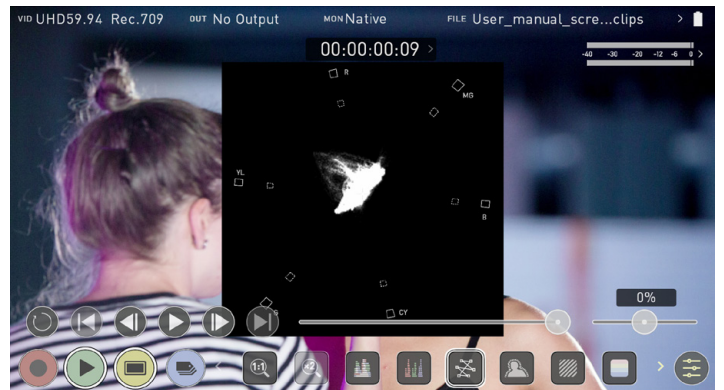 VID UHD59.94 Rec.709 OUT No Output MON Native FILE User_manual_scre...clips >
00:00:00:09 >
-40 -30 -20 -12 -6 0 >
R
MG
YL
B
G
CY
0%
1:1
×2